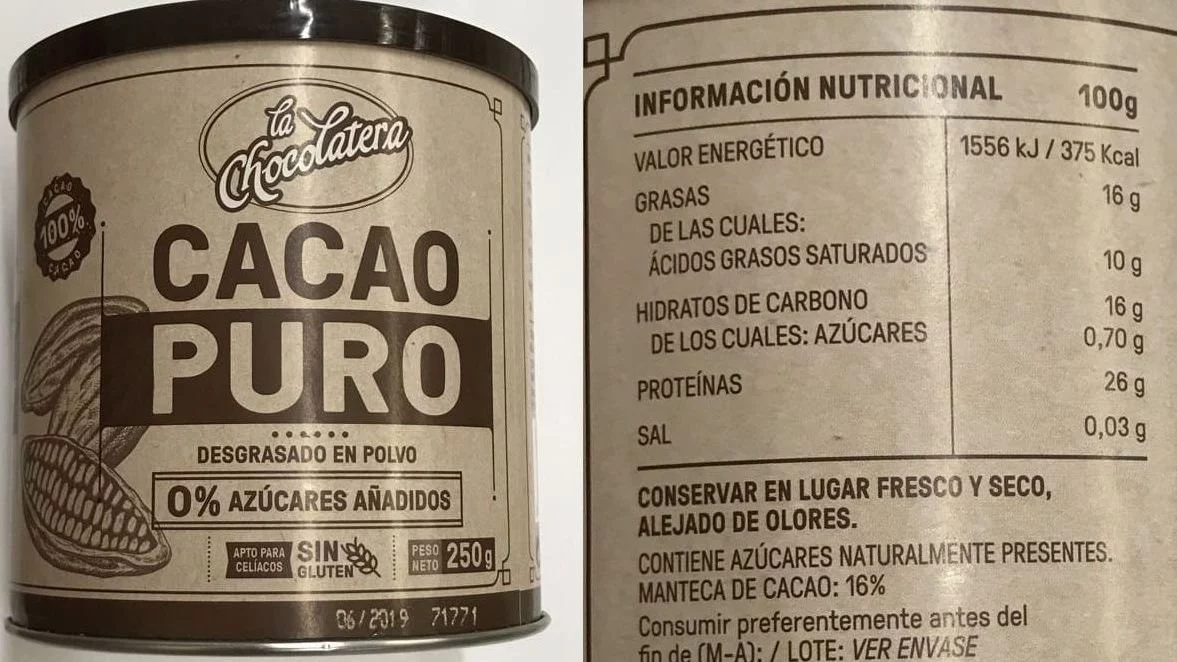 la
Chocolatera
CACAO
100%
CACAO
CACAO
PURO
DESGRASADO EN POLVO
0% AZÚCARES AÑADIDOS
APTO PARA
CELÍACOS
SIN
GLUTEN
PESO
NETO
250g
06/2019 71771
INFORMACIÓN NUTRICIONAL 100g
VALOR ENERGÉTICO 1556 kJ / 375 Kcal
GRASAS 16 g
DE LAS CUALES:
ÁCIDOS GRASOS SATURADOS 10 g
HIDRATOS DE CARBONO 16 g
DE LOS CUALES: AZÚCARES 0,70 g
PROTEÍNAS 26 g
SAL 0,03 g
CONSERVAR EN LUGAR FRESCO Y SECO,
ALEJADO DE OLORES.
CONTIENE AZÚCARES NATURALMENTE PRESENTES.
MANTECA DE CACAO: 16%
Consumir preferentemente antes del
fin de (M-A): / LOTE: VER ENVASE